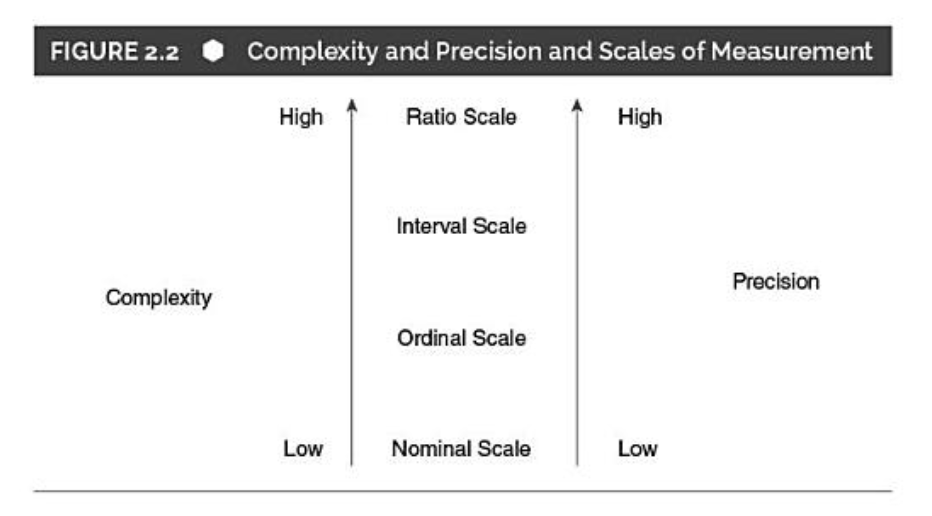 FIGURE 2.2 Complexity and Precision and Scales of Measurement
High Ratio Scale High
Interval Scale
Precision
Complexity
Ordinal Scale
Low Nominal Scale Low